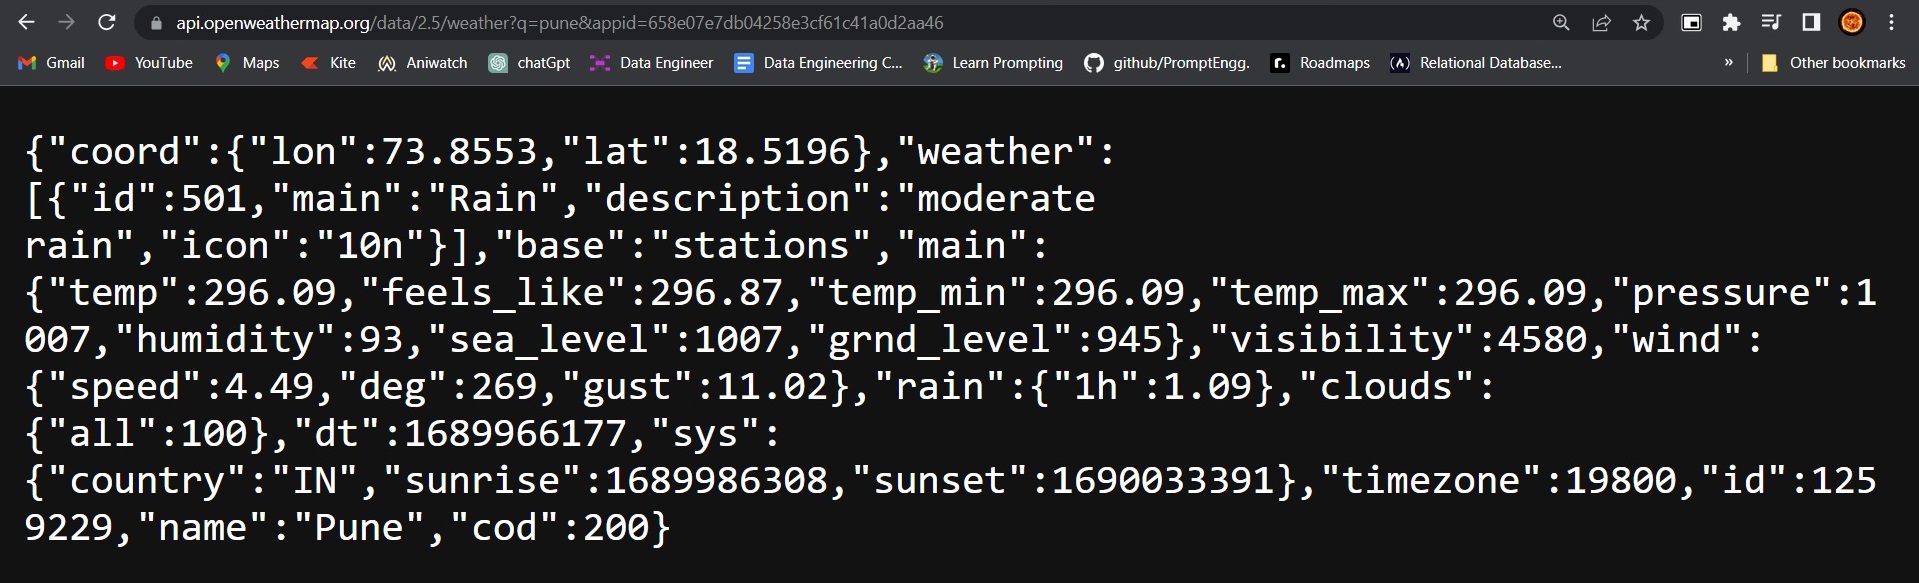 api.openweathermap.org/data/2.5/weather?q=pune&appid=658e07e7db04258e3cf61c41a0d2aa46
Gmail YouTube Maps Kite Aniwatch chatGpt Data Engineer Data Engineering C... Learn Prompting github/PromptEngg. r. Roadmaps (A) Relational Database... » Other bookmarks
{"coord":{"lon":73.8553,"lat":18.5196},"weather":
[{"id":501,"main":"Rain","description":"moderate
rain","icon":"10n"}],"base":"stations","main":
{"temp":296.09,"feels_like":296.87,"temp_min":296.09,"temp_max":296.09,"pressure":1
007,"humidity":93,"sea_level":1007,"grnd_level":945},"visibility":4580,"wind":
{"speed":4.49,"deg":269,"gust":11.02},"rain":{"1h":1.09},"clouds":
{"all":100},"dt":1689966177,"sys":
{"country":"IN","sunrise":1689986308,"sunset":1690033391},"timezone":19800,"id":125
9229,"name":"Pune","cod":200}